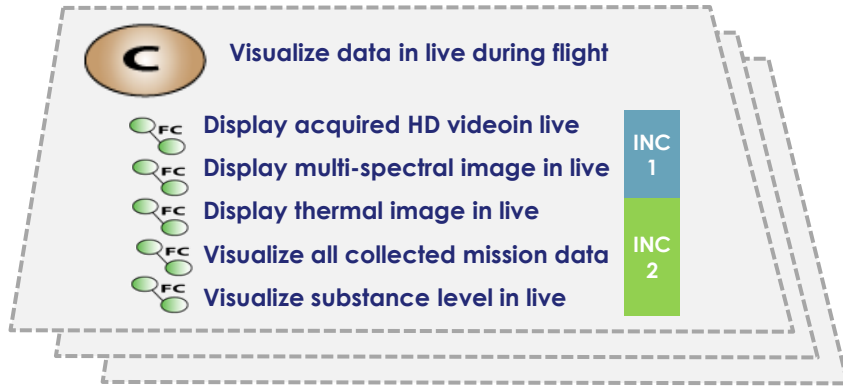 C
Visualize data in live during flight
FC Display acquired HD videoin live
FC Display multi-spectral image in live
INC
1
FC Display thermal image in live
FC Visualize all collected mission data
FC Visualize substance level in live
INC
2